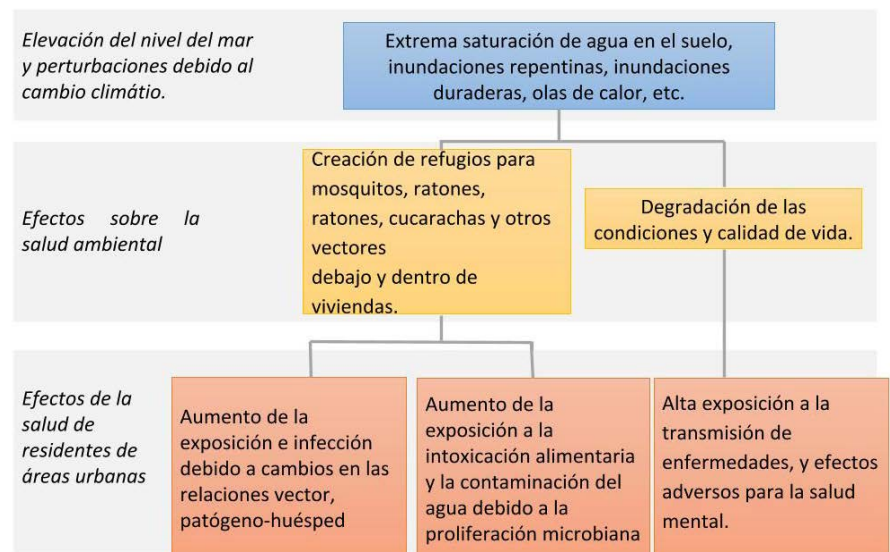 Elevación del nivel del mar
y perturbaciones debido al
cambio climátio.
Extrema saturación de agua en el suelo,
inundaciones repentinas, inundaciones
duraderas, olas de calor, etc.
Efectos sobre la
salud ambiental
Creación de refugios para
mosquitos, ratones,
ratones, cucarachas y otros
vectores
debajo y dentro de
viviendas.
Degradación de las
condiciones y calidad de vida.
Efectos de la
salud de
residentes de
áreas urbanas
Aumento de la
exposición e infección
debido a cambios en las
relaciones vector,
patógeno-huésped
Aumento de la
exposición a la
intoxicación alimentaria
y la contaminación del
agua debido a la
proliferación microbiana
Alta exposición a la
transmisión de
enfermedades, y efectos
adversos para la salud
mental.